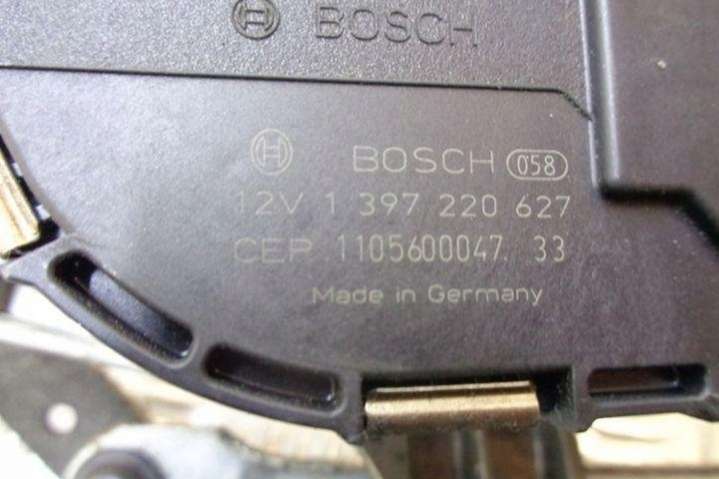 BOSCH
BOSCH 058
12V 1 397 220 627
CEP 1105600047. 33
Made in Germany